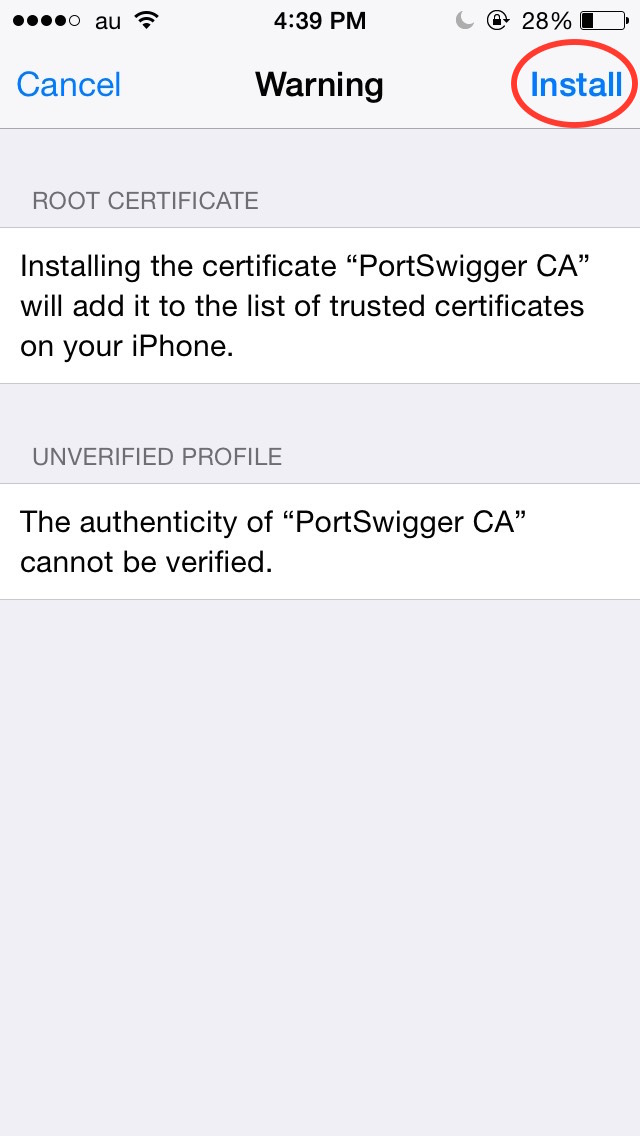 au 4:39 PM 28%
Cancel Warning Install
ROOT CERTIFICATE
Installing the certificate “PortSwigger CA”
will add it to the list of trusted certificates
on your iPhone.
UNVERIFIED PROFILE
The authenticity of “PortSwigger CA”
cannot be verified.